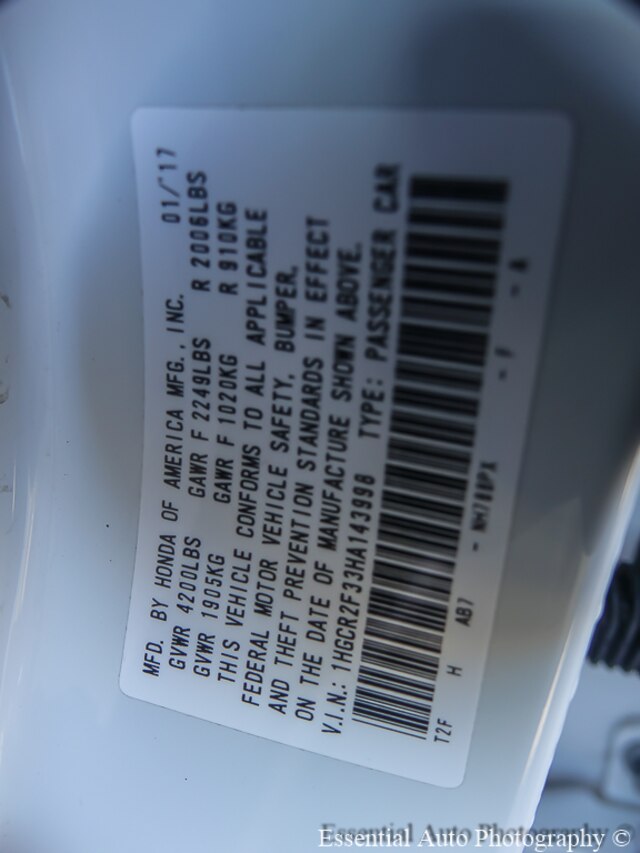 MFD. BY HONDA OF AMERICA MFG., INC. 01/'17
GVWR 4200LBS GAWR F 2249LBS R 2006LBS
GVWR 1905KG GAWR F 1020KG R 910KG
THIS VEHICLE CONFORMS TO ALL APPLICABLE
FEDERAL MOTOR VEHICLE SAFETY, BUMPER,
AND THEFT PREVENTION STANDARDS IN EFFECT
ON THE DATE OF MANUFACTURE SHOWN ABOVE.
V.I.N.: 1HGCR2F33HA143998 TYPE: PASSENGER CAR
T2F H AB7 - NH788PX - - A
Essential Auto Photography ©